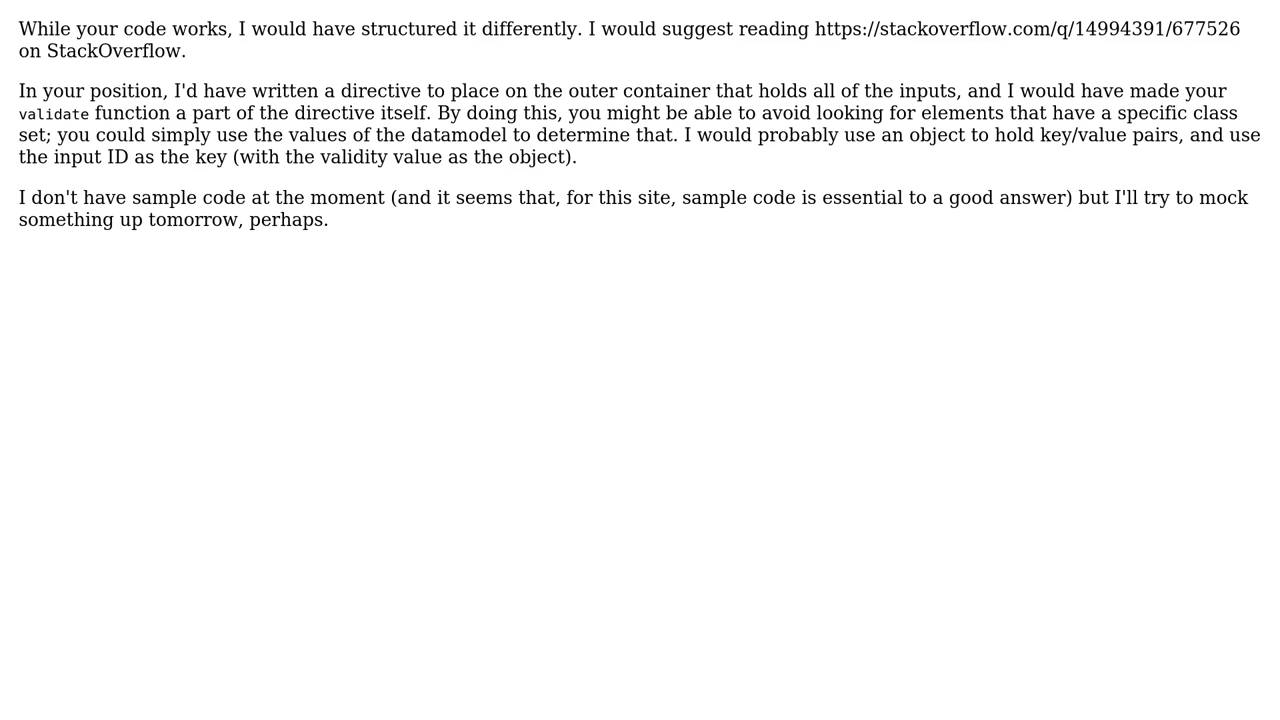 While your code works, I would have structured it differently. I would suggest reading https://stackoverflow.com/q/14994391/677526
on StackOverflow.
In your position, I'd have written a directive to place on the outer container that holds all of the inputs, and I would have made your
validate function a part of the directive itself. By doing this, you might be able to avoid looking for elements that have a specific class
set; you could simply use the values of the datamodel to determine that. I would probably use an object to hold key/value pairs, and use
the input ID as the key (with the validity value as the object).
I don't have sample code at the moment (and it seems that, for this site, sample code is essential to a good answer) but I'll try to mock
something up tomorrow, perhaps.